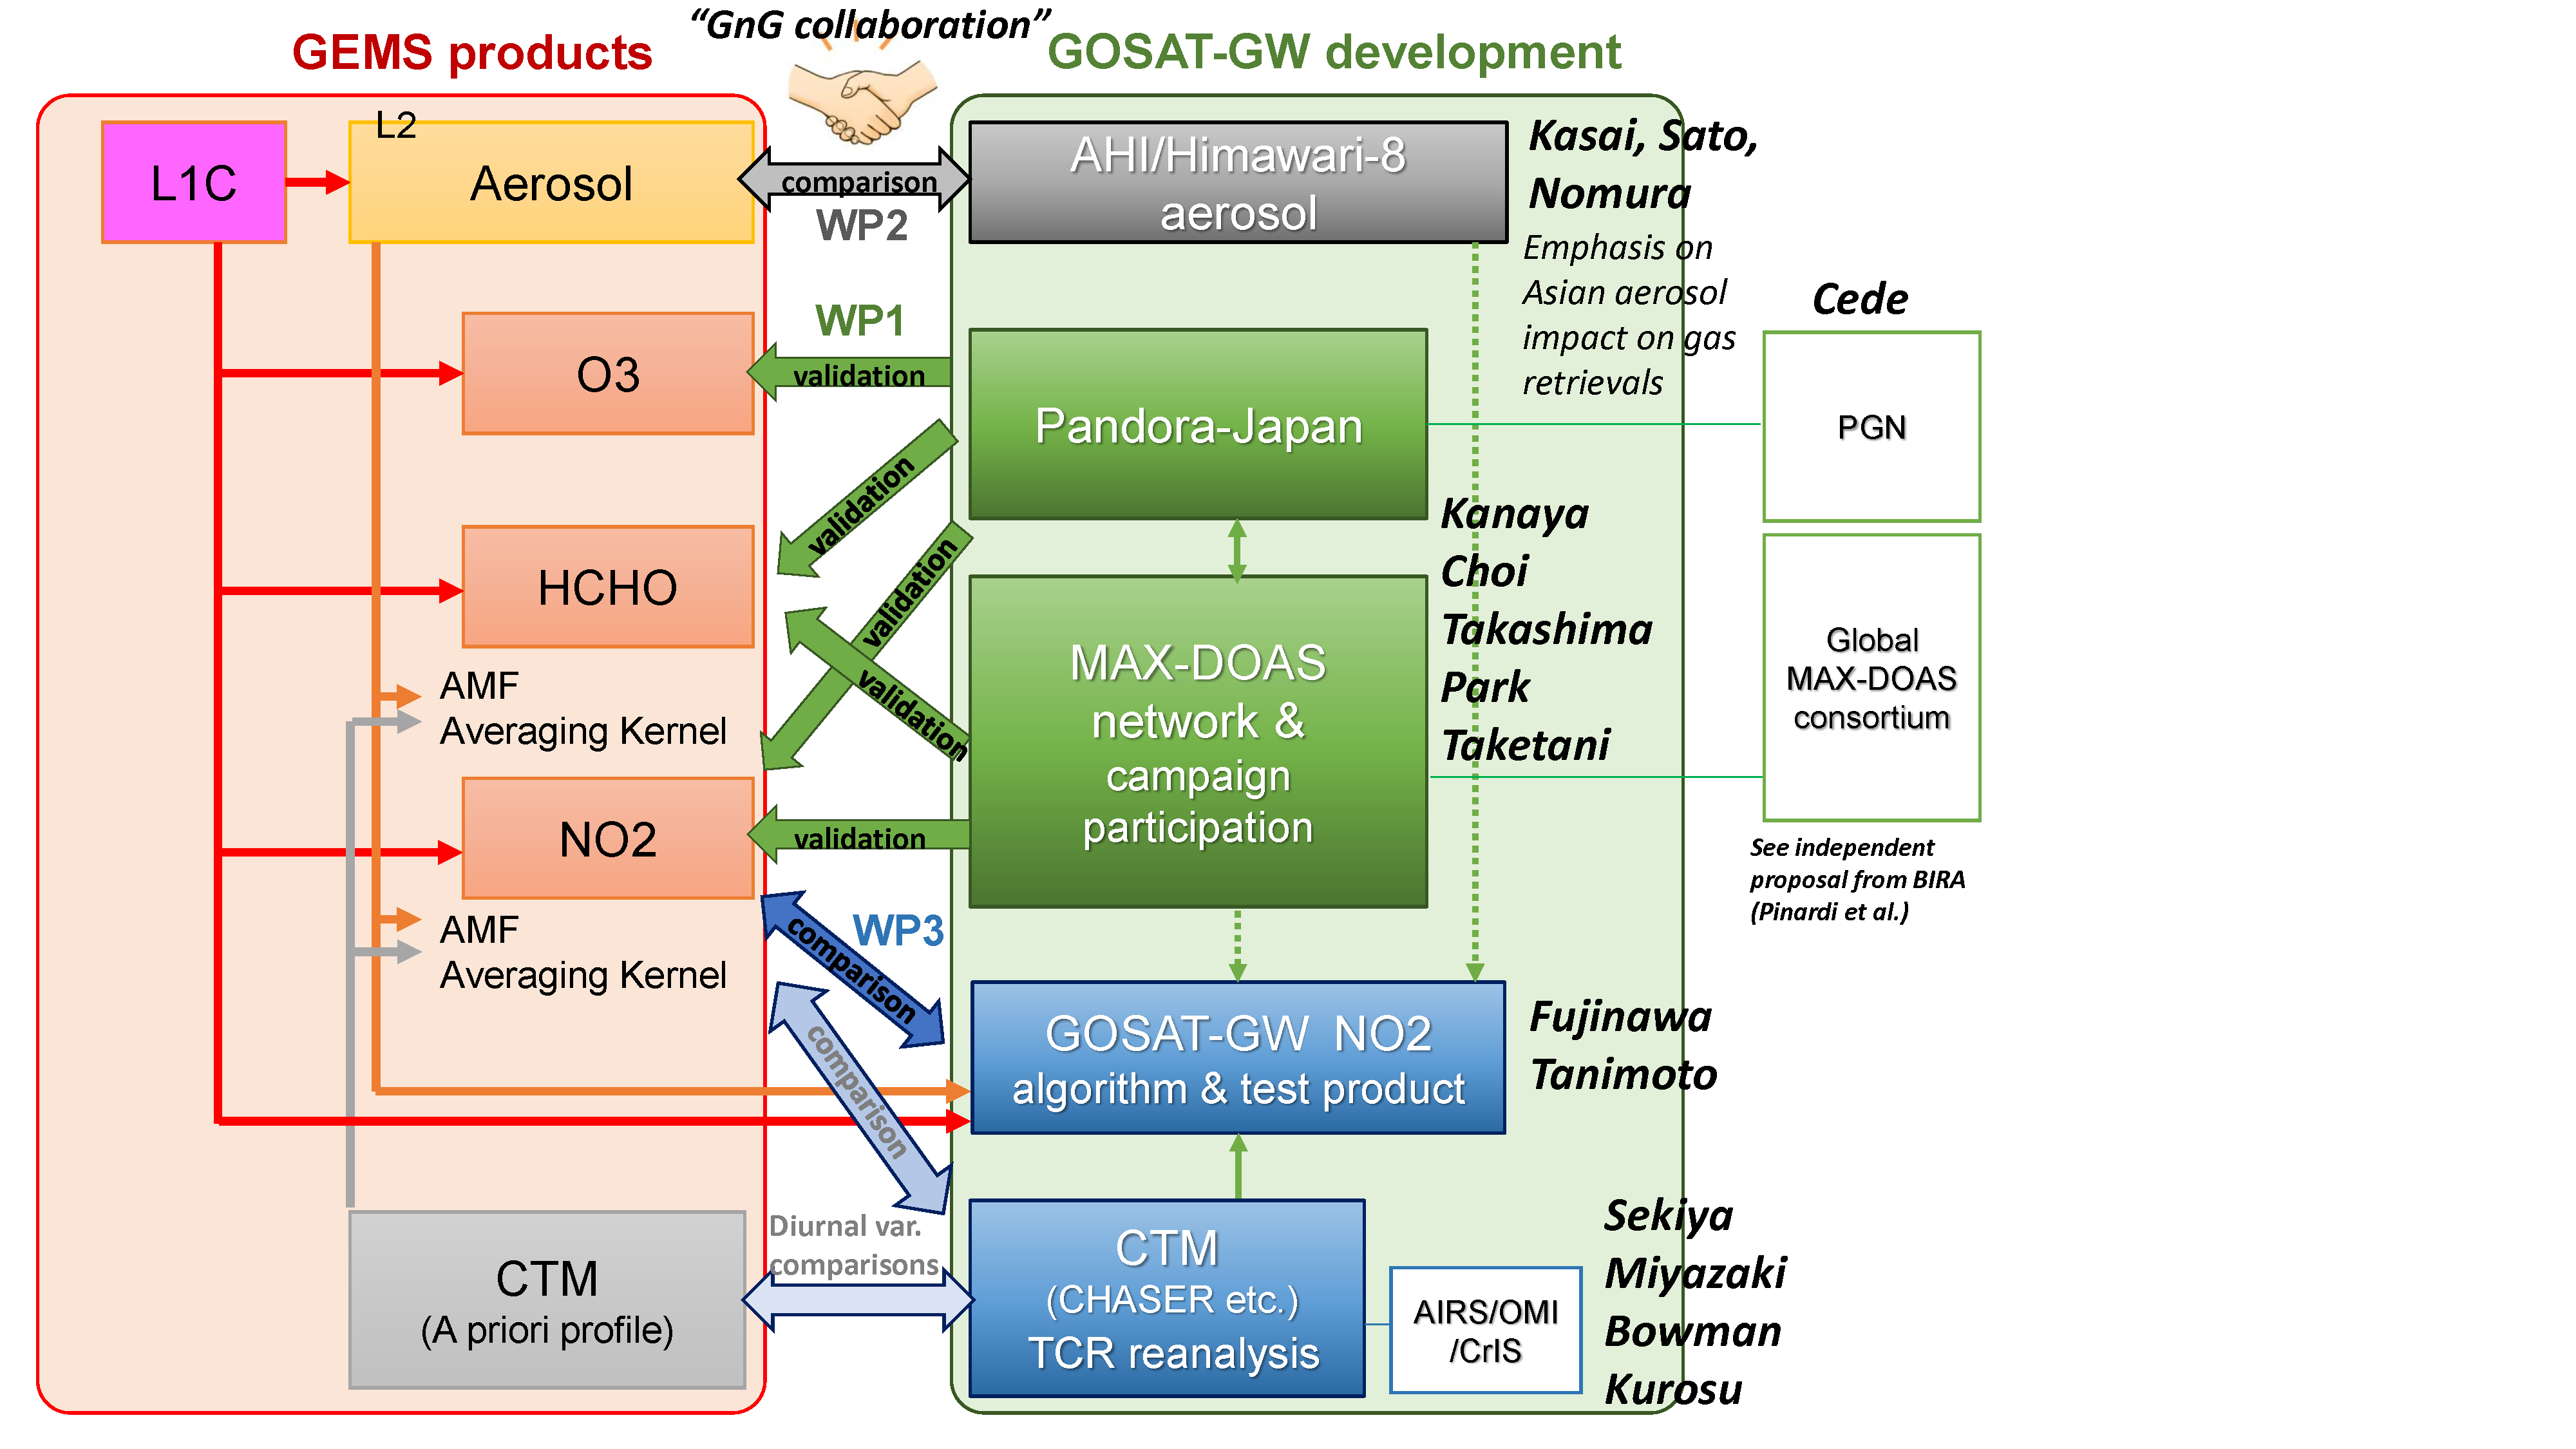 “GnG collaboration”
GEMS products
GOSAT-GW development
L1C
L2
Aerosol
comparison
WP2
AHI/Himawari-8
aerosol
Kasai, Sato,
Nomura
Emphasis on
Asian aerosol
impact on gas
retrievals
WP1
O3
validation
Pandora-Japan
Cede
PGN
validation
HCHO
validation
validation
AMF
Averaging Kernel
MAX-DOAS
network &
campaign
participation
Kanaya
Choi
Takashima
Park
Taketani
Global
MAX-DOAS
consortium
See independent
proposal from BIRA
(Pinardi et al.)
NO2
validation
AMF
Averaging Kernel
WP3
comparison
comparison
GOSAT-GW NO2
algorithm & test product
Fujinawa
Tanimoto
CTM
(A priori profile)
Diurnal var.
comparisons
CTM
(CHASER etc.)
TCR reanalysis
AIRS/OMI
/CrIS
Sekiya
Miyazaki
Bowman
Kurosu